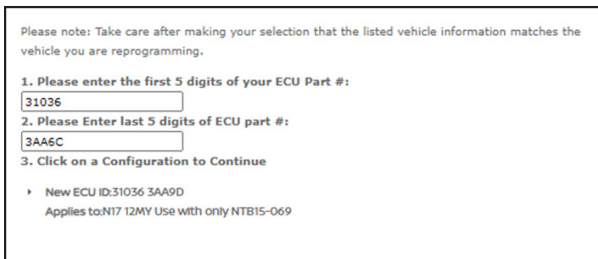 Please note: Take care after making your selection that the listed vehicle information matches the
vehicle you are reprogramming.
1. Please enter the first 5 digits of your ECU Part #:
31036
2. Please Enter last 5 digits of ECU part #:
3AA6C
3. Click on a Configuration to Continue
New ECU ID:31036 3AA9D
Applies to:N17 12MY Use with only NTB15-069